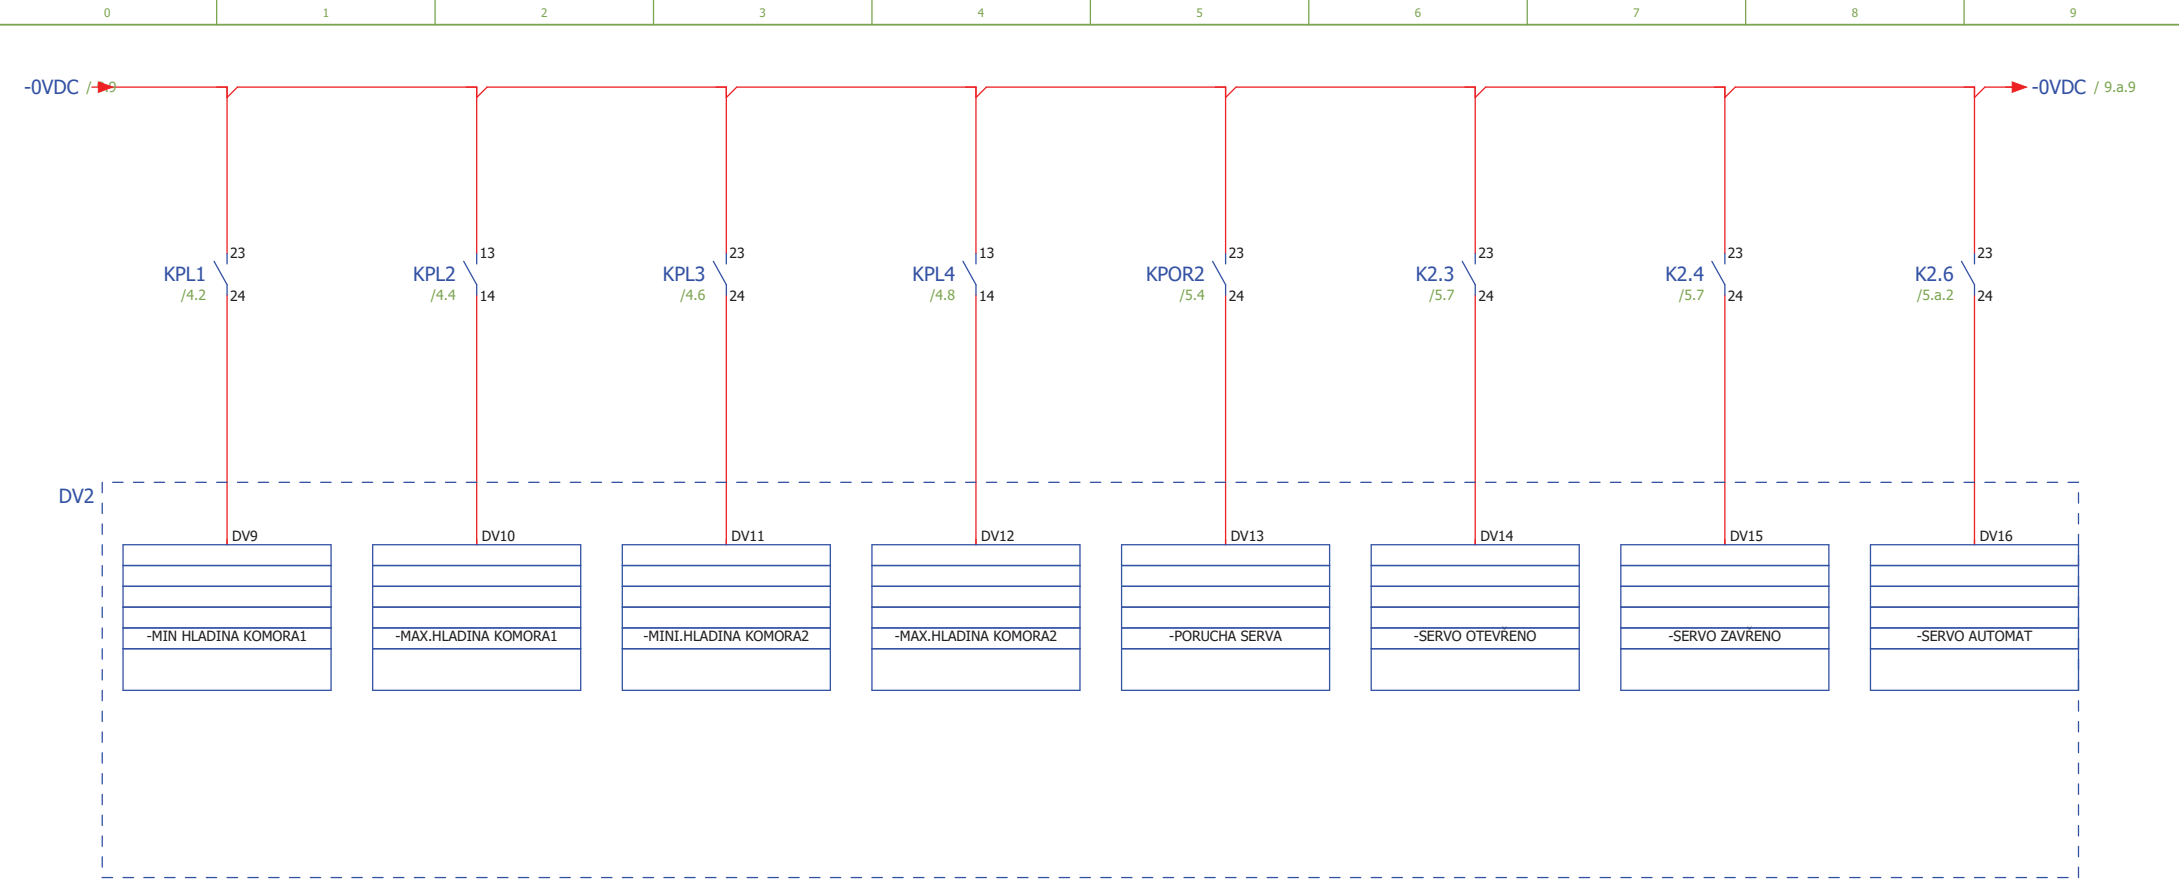 0 1 2 3 4 5 6 7 8 9
-0VDC / -0VDC / 9.a.9
23 13 23 13 23 23 23 23
KPL1 KPL2 KPL3 KPL4 KPOR2 K2.3 K2.4 K2.6
/4.2 24 /4.4 14 /4.6 24 /4.8 14 /5.4 24 /5.7 24 /5.7 24 /5.a.2 24
DV2
DV9 DV10 DV11 DV12 DV13 DV14 DV15 DV16
-MIN HLADINA KOMORA1 -MAX.HLADINA KOMORA1 -MINI.HLADINA KOMORA2 -MAX.HLADINA KOMORA2 -PORUCHA SERVA -SERVO OTEVŘENO -SERVO ZAVŘENO -SERVO AUTOMAT